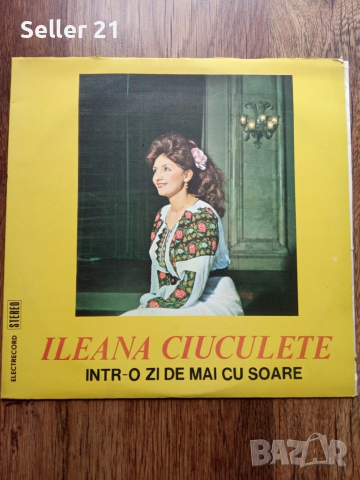 Seller 21
ELECTRECORD STEREO
ILEANA CIUCULETE
INTR-O ZI DE MAI CU SOARE
BAZAR